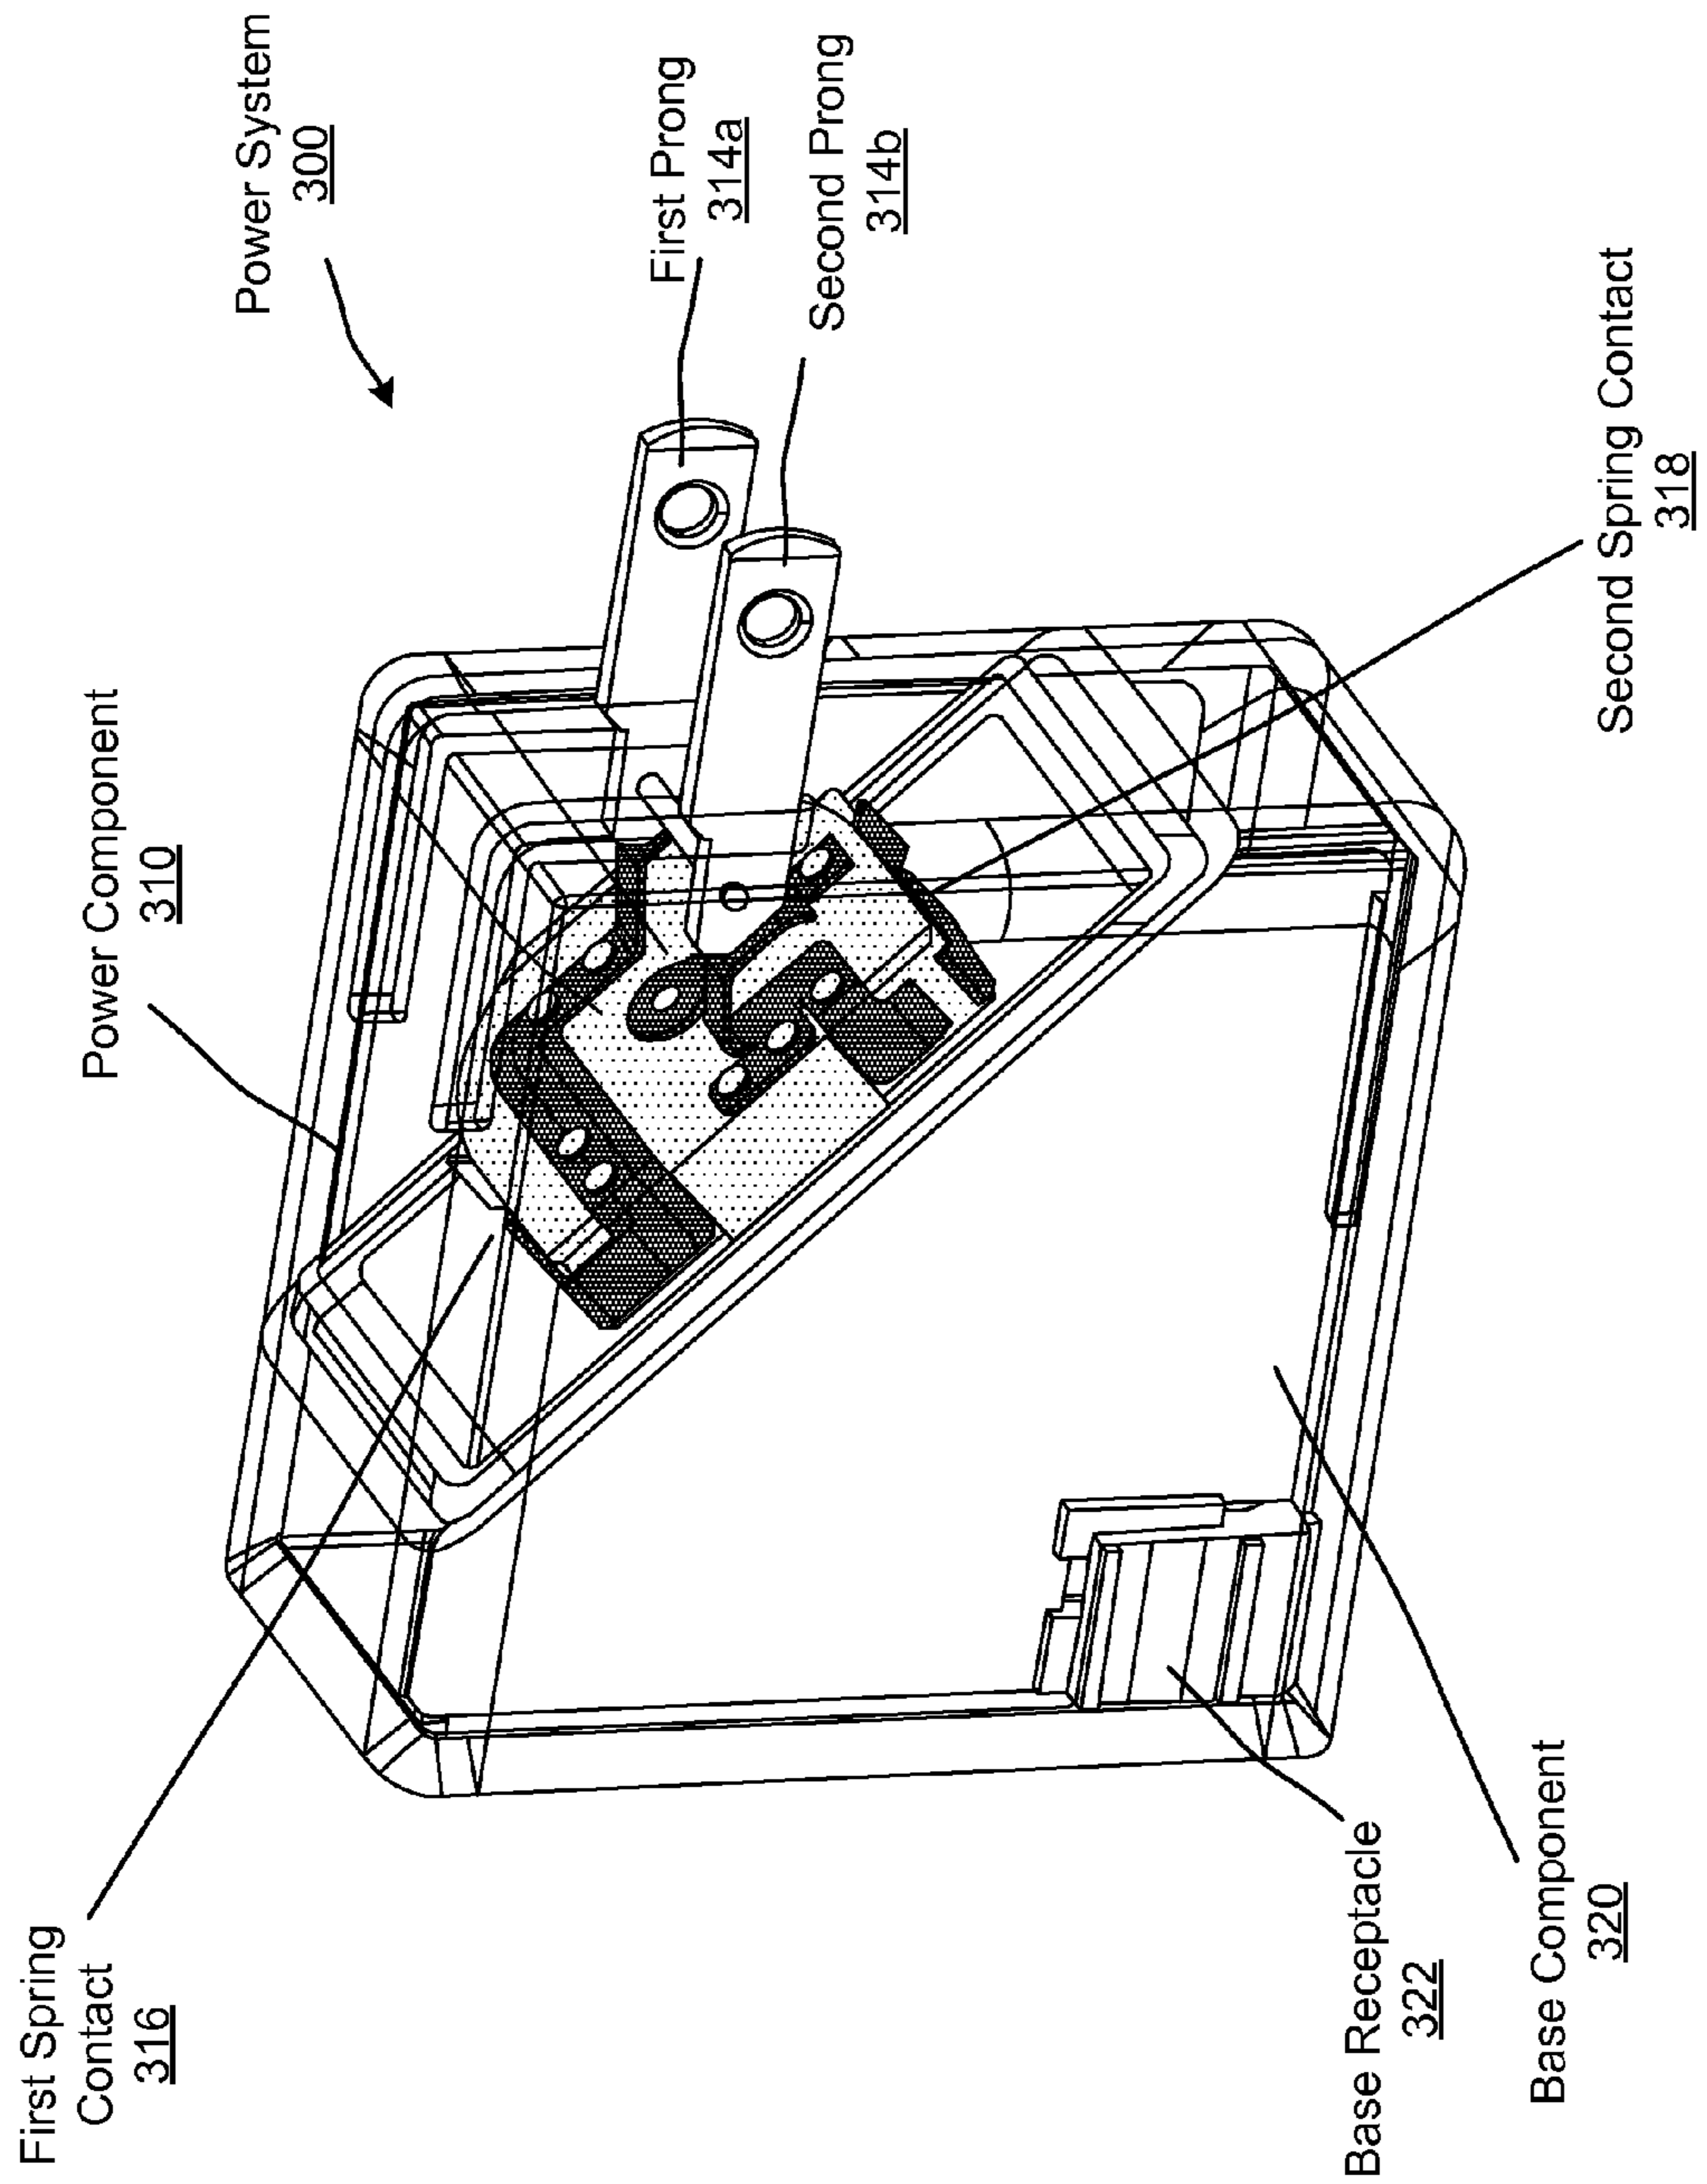 Power System
300
First Prong
314a
Second Prong
314b
Power Component
310
Second Spring Contact
318
First Spring
Contact
316
Base Receptacle
322
Base Component
320